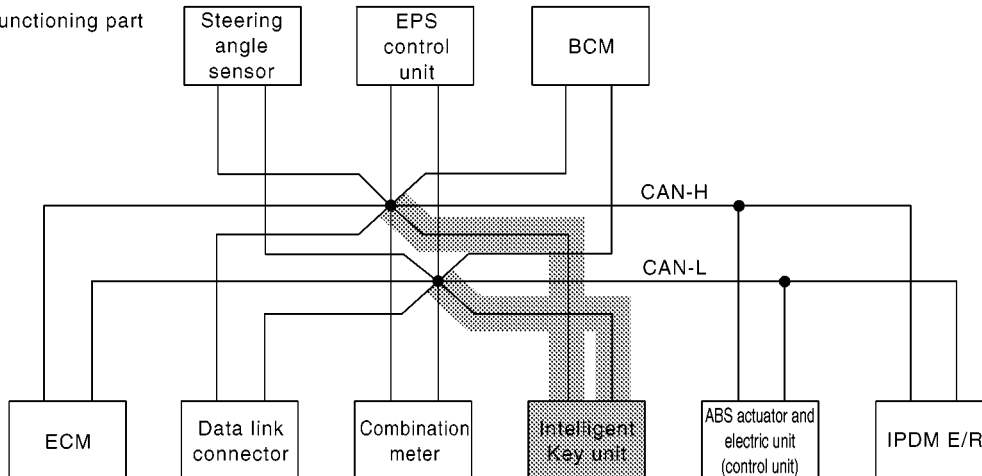 unctioning part
Steering
angle
sensor
EPS
control
unit
BCM
CAN-H
CAN-L
ECM
Data link
connector
Combination
meter
Intelligent
Key unit
ABS actuator and
electric unit
(control unit)
IPDM E/R